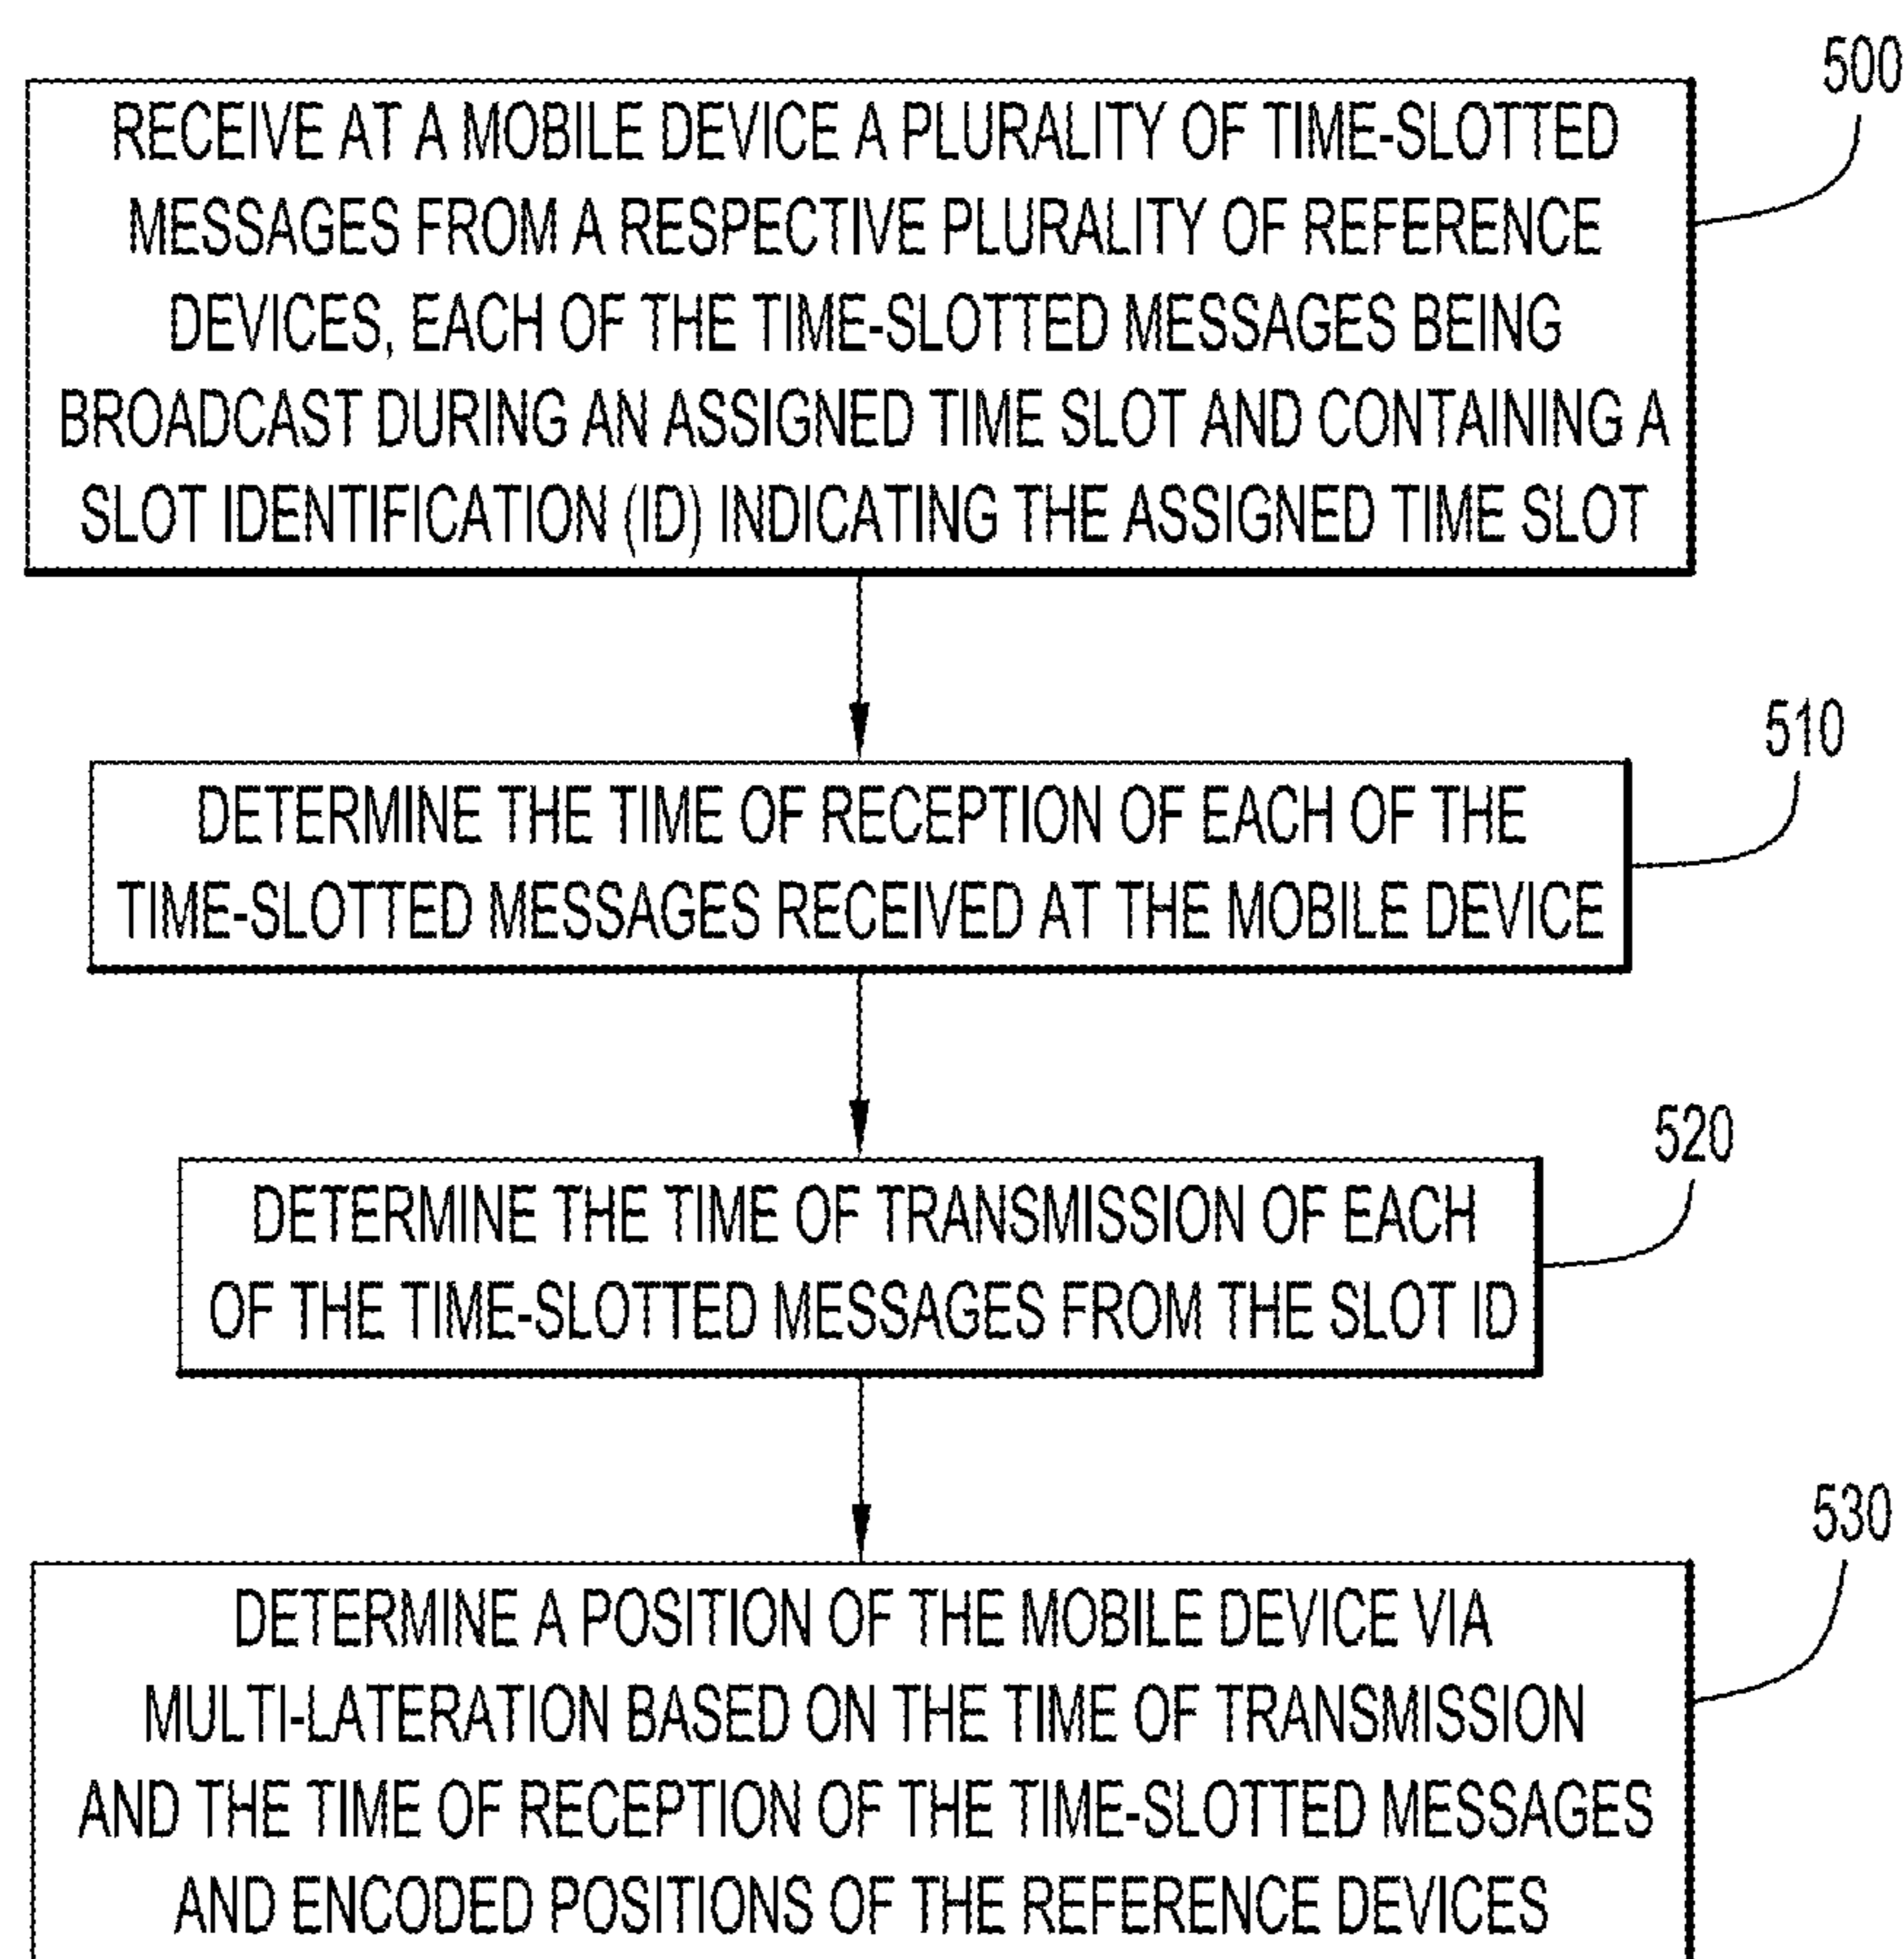 500
RECEIVE AT A MOBILE DEVICE A PLURALITY OF TIME-SLOTTED
MESSAGES FROM A RESPECTIVE PLURALITY OF REFERENCE
DEVICES, EACH OF THE TIME-SLOTTED MESSAGES BEING
BROADCAST DURING AN ASSIGNED TIME SLOT AND CONTAINING A
SLOT IDENTIFICATION (ID) INDICATING THE ASSIGNED TIME SLOT
510
DETERMINE THE TIME OF RECEPTION OF EACH OF THE
TIME-SLOTTED MESSAGES RECEIVED AT THE MOBILE DEVICE
520
DETERMINE THE TIME OF TRANSMISSION OF EACH
OF THE TIME-SLOTTED MESSAGES FROM THE SLOT ID
530
DETERMINE A POSITION OF THE MOBILE DEVICE VIA
MULTI-LATERATION BASED ON THE TIME OF TRANSMISSION
AND THE TIME OF RECEPTION OF THE TIME-SLOTTED MESSAGES
AND ENCODED POSITIONS OF THE REFERENCE DEVICES